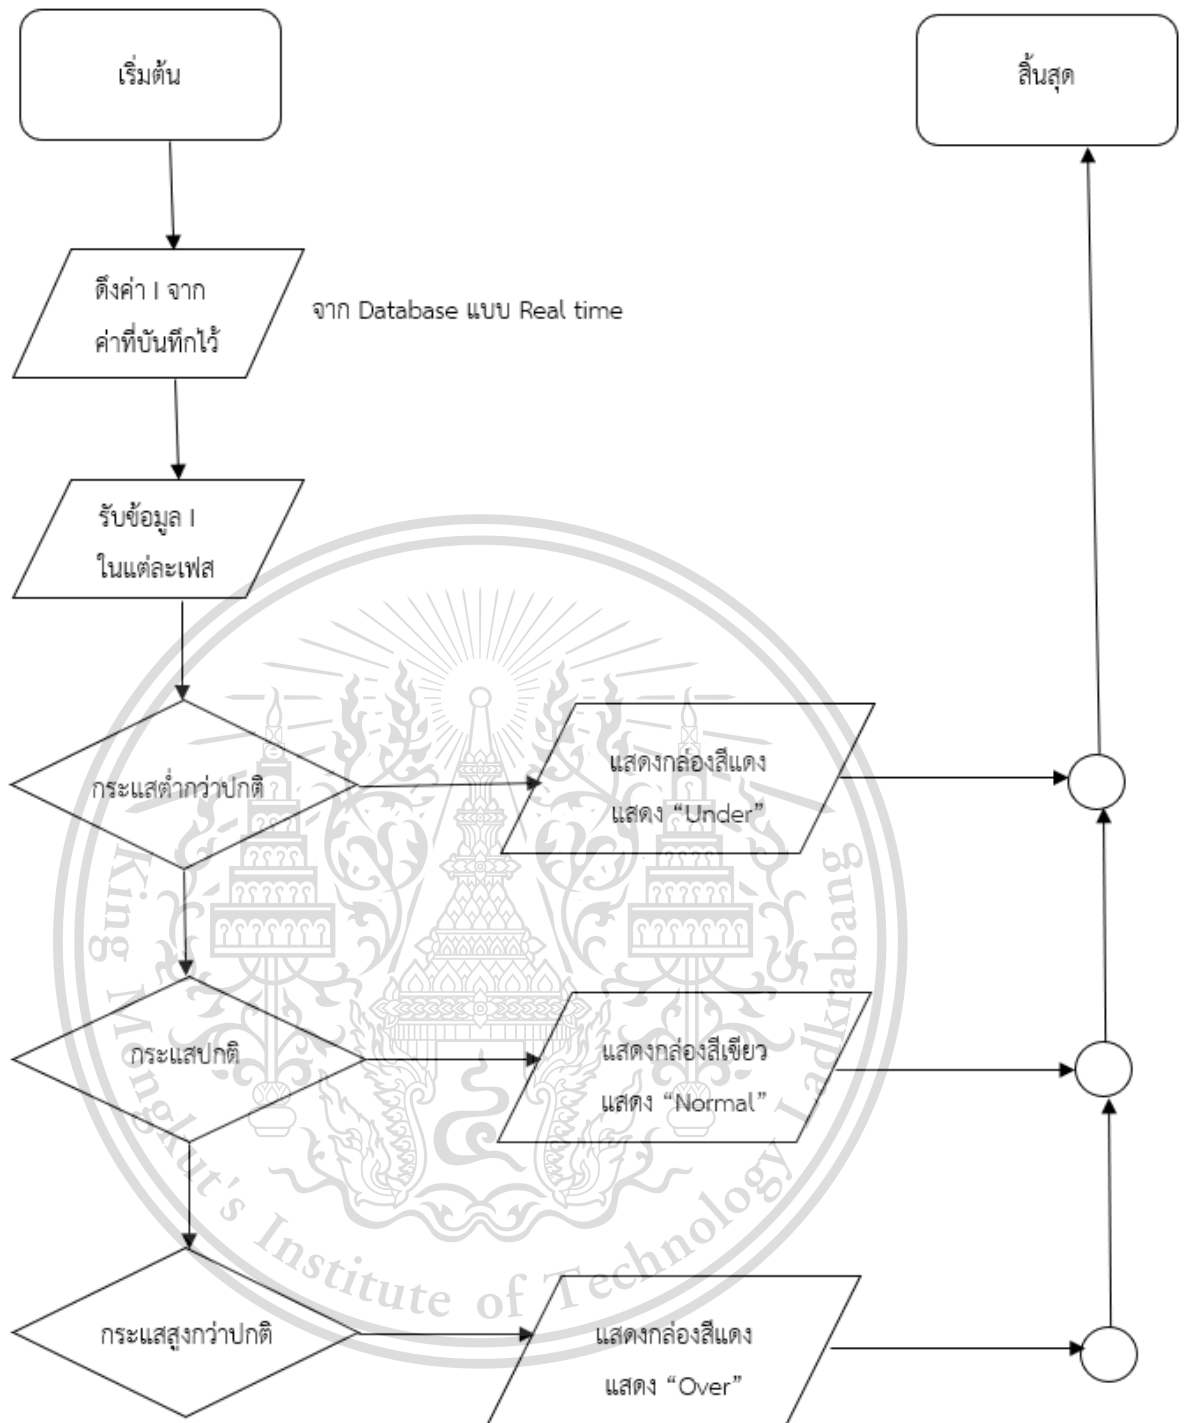 เริ่มต้น
สิ้นสุด
ดึงค่า I จาก
ค่าที่บันทึกไว้
จาก Database แบบ Real time
รับข้อมูล I
ในแต่ละเฟส
กระแสต่ำกว่าปกติ
แสดงกล่องสีแดง
แสดง “Under”
กระแสปกติ
แสดงกล่องสีเขียว
แสดง “Normal”
กระแสสูงกว่าปกติ
แสดงกล่องสีแดง
แสดง “Over”
King Mongkut's Institute of Technology Ladkrabang